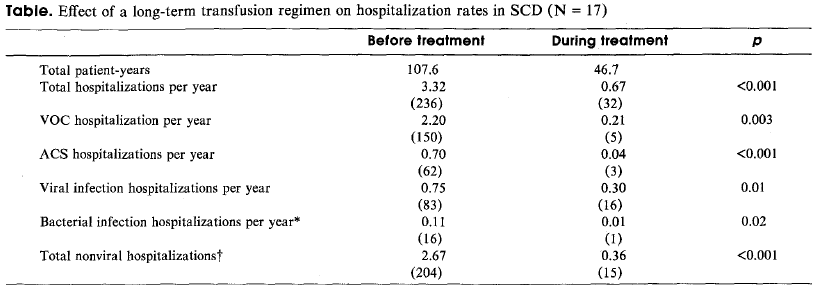 Table. Effect of a long-term transfusion regimen on hospitalization rates in SCD (N = 17)
Before treatment During treatment p
Total patient-years 107.6 46.7
Total hospitalizations per year 3.32 0.67 <0.001
(236) (32)
VOC hospitalization per year 2.20 0.21 0.003
(150) (5)
ACS hospitalizations per year 0.70 0.04 <0.001
(62) (3)
Viral infection hospitalizations per year 0.75 0.30 0.01
(83) (16)
Bacterial infection hospitalizations per year* 0.11 0.01 0.02
(16) (1)
Total nonviral hospitalizations† 2.67 0.36 <0.001
(204) (15)